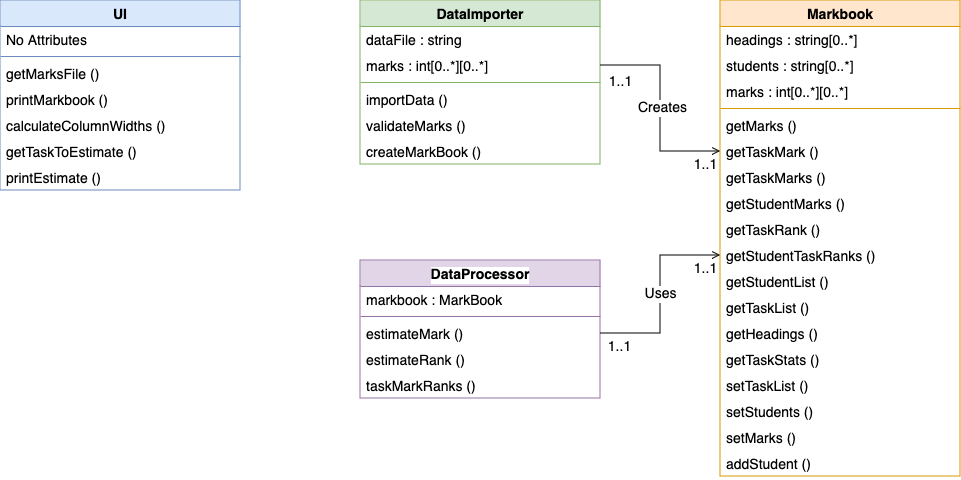 UI
No Attributes
getMarksFile ()
printMarkbook ()
calculateColumnWidths ()
getTaskToEstimate ()
printEstimate ()
DataImporter
dataFile : string
marks : int[0..*][0..*]
importData ()
validateMarks ()
createMarkBook ()
1..1
Creates
1..1
DataProcessor
markbook : MarkBook
estimateMark ()
estimateRank ()
taskMarkRanks ()
1..1
Uses
1..1
Markbook
headings : string[0..*]
students : string[0..*]
marks : int[0..*][0..*]
getMarks ()
getTaskMark ()
getTaskMarks ()
getStudentMarks ()
getTaskRank ()
getStudentTaskRanks ()
getStudentList ()
getTaskList ()
getHeadings ()
getTaskStats ()
setTaskList ()
setStudents ()
setMarks ()
addStudent ()